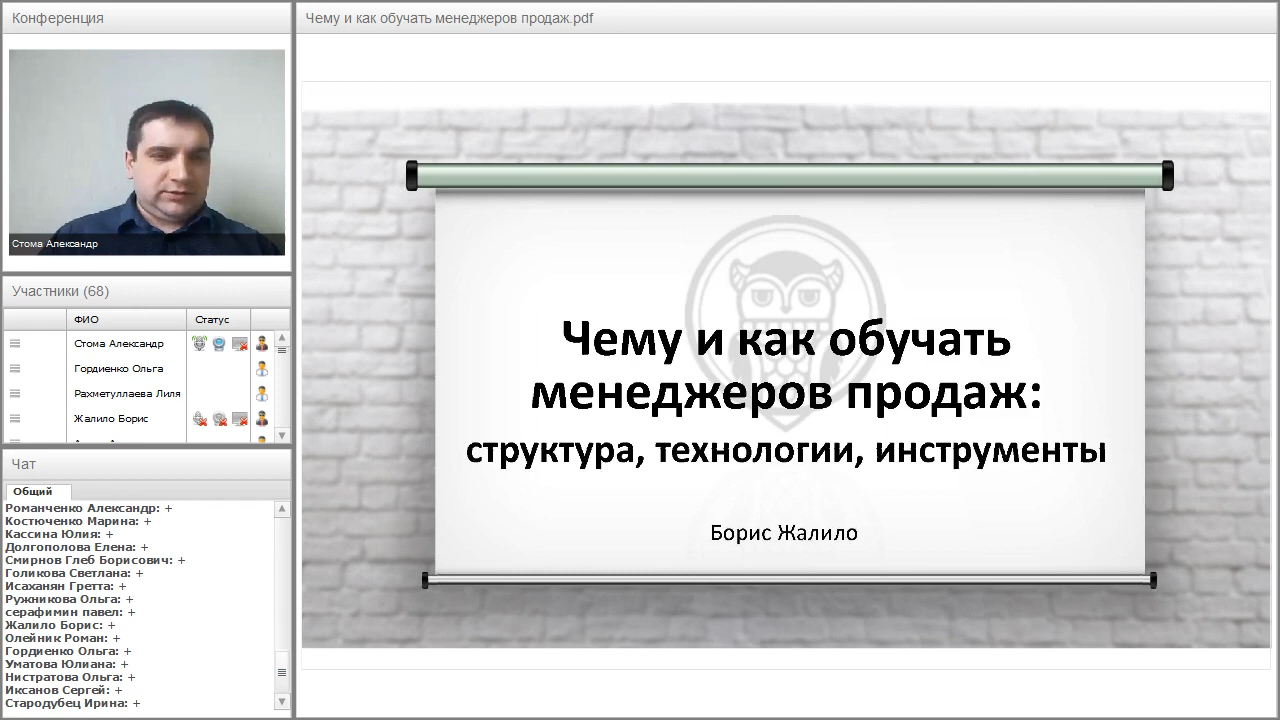 Конференция
Стома Александр
Участники (68)
ФИО Статус
Стома Александр
Гордиенко Ольга
Рахметуллаева Лиля
Жалило Борис
Чат
Общий
Романченко Александр: +
Костюченко Марина: +
Кассина Юлия: +
Долгополова Елена: +
Смирнов Глеб Борисович: +
Голикова Светлана: +
Исаханян Гретта: +
Ружникова Ольга: +
серафимин павел: +
Жалило Борис: +
Олейник Роман: +
Гордиенко Ольга: +
Уматова Юлиана: +
Нистратова Ольга: +
Иксанов Сергей: +
Стародубец Ирина: +
Чему и как обучать менеджеров продаж.pdf
Чему и как обучать
менеджеров продаж:
структура, технологии, инструменты
Борис Жалило